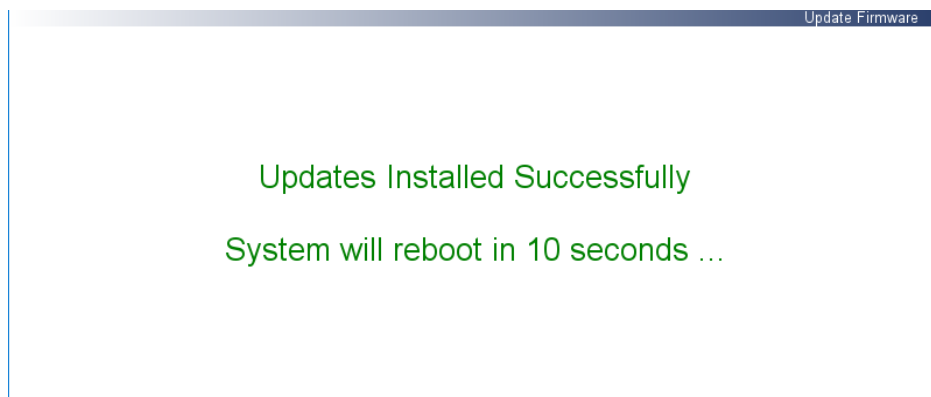 Update Firmware
Updates Installed Successfully
System will reboot in 10 seconds ...